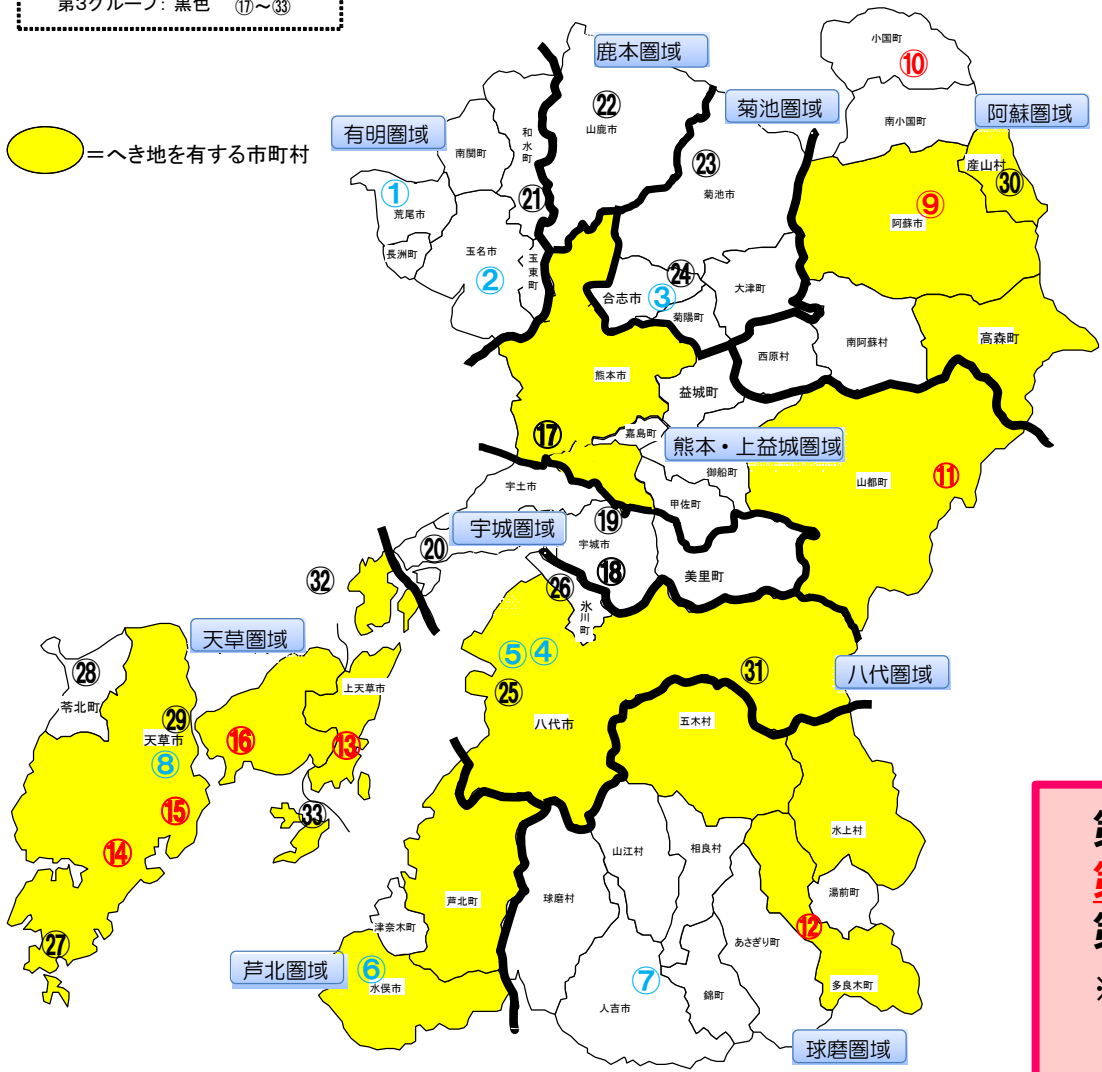 第3グループ: 黒色 ⑰～㉝
=へき地を有する市町村
鹿本圏域
菊池圏域
阿蘇圏域
有明圏域
小国町
⑩
南小国町
産山村
㉚
㉒
山鹿市
㉓
菊池市
⑨
阿蘇市
和水町
南関町
㉑
①
荒尾市
長洲町
玉名市
②
玉東町
㉔
合志市
③
菊陽町
大津町
西原村
南阿蘇村
高森町
熊本市
益城町
嘉島町
⑰
熊本・上益城圏域
御船町
甲佐町
山都町
⑪
宇土市
宇城圏域
⑲
宇城市
⑱
⑳
㉖
氷川町
美里町
㉜
天草圏域
㉘
苓北町
㉙
天草市
⑧
⑯
上天草市
⑬
⑮
⑭
㉝
㉗
⑤
④
㉕
八代市
㉛
八代圏域
五木村
水上村
山江村
相良村
湯前町
球磨村
あさぎり町
⑫
多良木町
芦北町
津奈木町
芦北圏域
⑥
水俣市
⑦
人吉市
錦町
球磨圏域
※